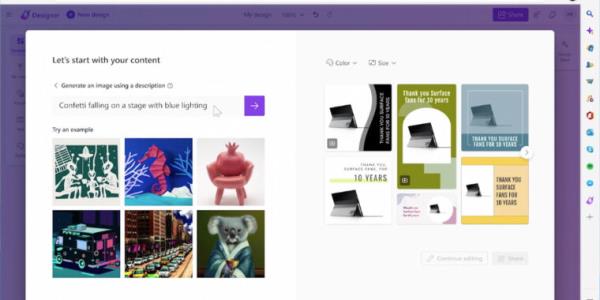 Designer
New design
My design
100%
Share
Let's start with your content
Generate an image using a description
Confetti falling on a stage with blue lighting
Try an example
Color
Size
THANK YOU SURFACE
FANS FOR 10 YEARS
Thank you Surface
fans for 10 years
THANK YOU SURFACE
FANS FOR 10 YEARS
THANK YOU,
SURFACE FANS, FOR
10 YEARS
THANK YOU
SURFACE
FANS FOR
10 YEARS
Continue editing
Share